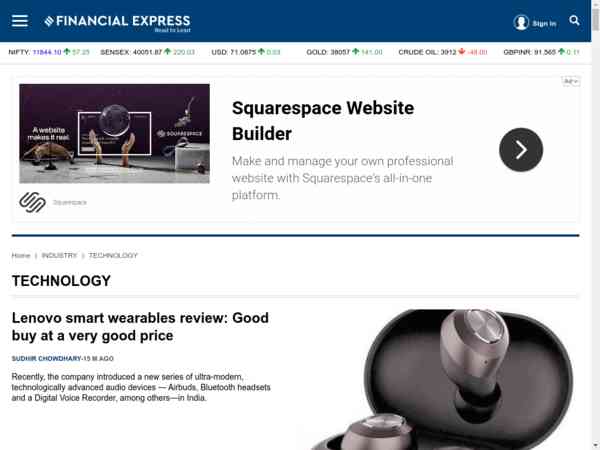 FINANCIAL EXPRESS
Read to Lead
Sign in
NIFTY: 11844.10 57.25 SENSEX: 40051.87 220.03 USD: 71.0675 0.03 GOLD: 38057 141.00 CRUDE OIL: 3912 -48.00 GBPINR: 91.565 0.11
Ad
A website makes it real.
SQUARESPACE
Squarespace Website
Builder
Make and manage your own professional
website with Squarespace's all-in-one
platform.
Squarespace
Home | INDUSTRY | TECHNOLOGY
TECHNOLOGY
Lenovo smart wearables review: Good
buy at a very good price
SUDHIR CHOWDHARY-15 M AGO
Recently, the company introduced a new series of ultra-modern,
technologically advanced audio devices — Airbuds, Bluetooth headsets
and a Digital Voice Recorder, among others—in India.